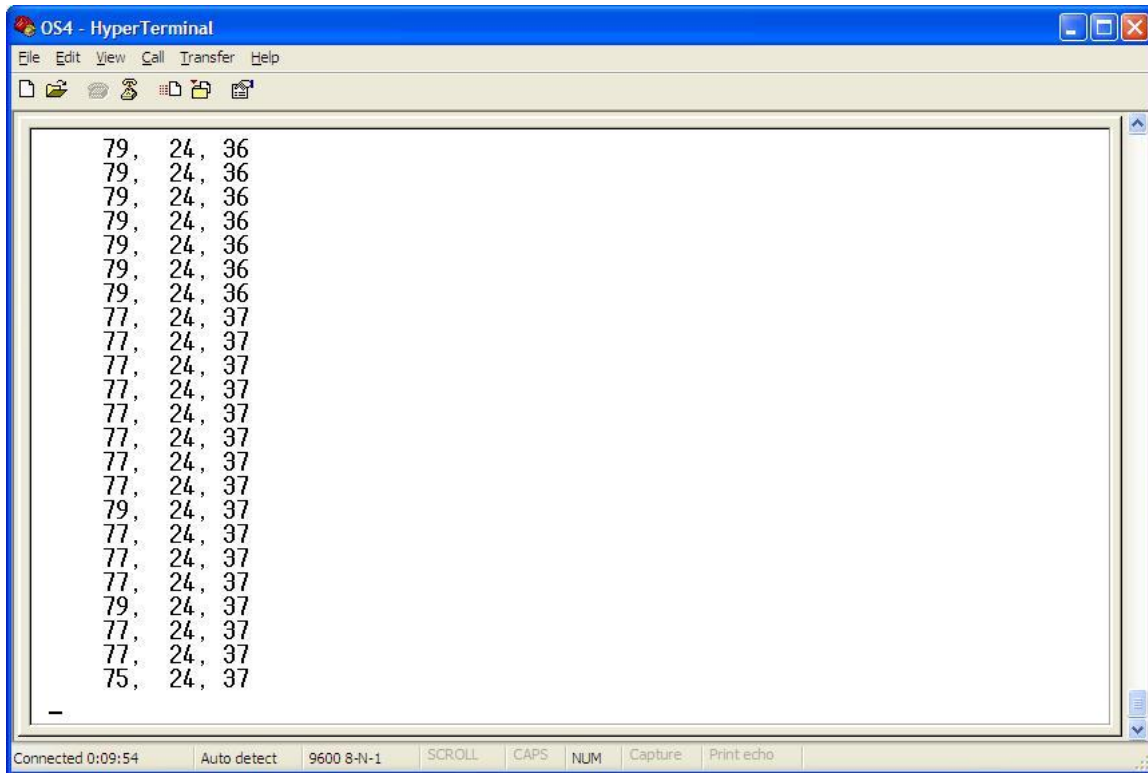 OS4 - HyperTerminal
File Edit View Call Transfer Help
79, 24, 36
79, 24, 36
79, 24, 36
79, 24, 36
79, 24, 36
79, 24, 36
79, 24, 36
77, 24, 37
77, 24, 37
77, 24, 37
77, 24, 37
77, 24, 37
77, 24, 37
77, 24, 37
77, 24, 37
79, 24, 37
77, 24, 37
77, 24, 37
77, 24, 37
79, 24, 37
77, 24, 37
77, 24, 37
75, 24, 37
Connected 0:09:54 Auto detect 9600 8-N-1 SCROLL CAPS NUM Capture Print echo